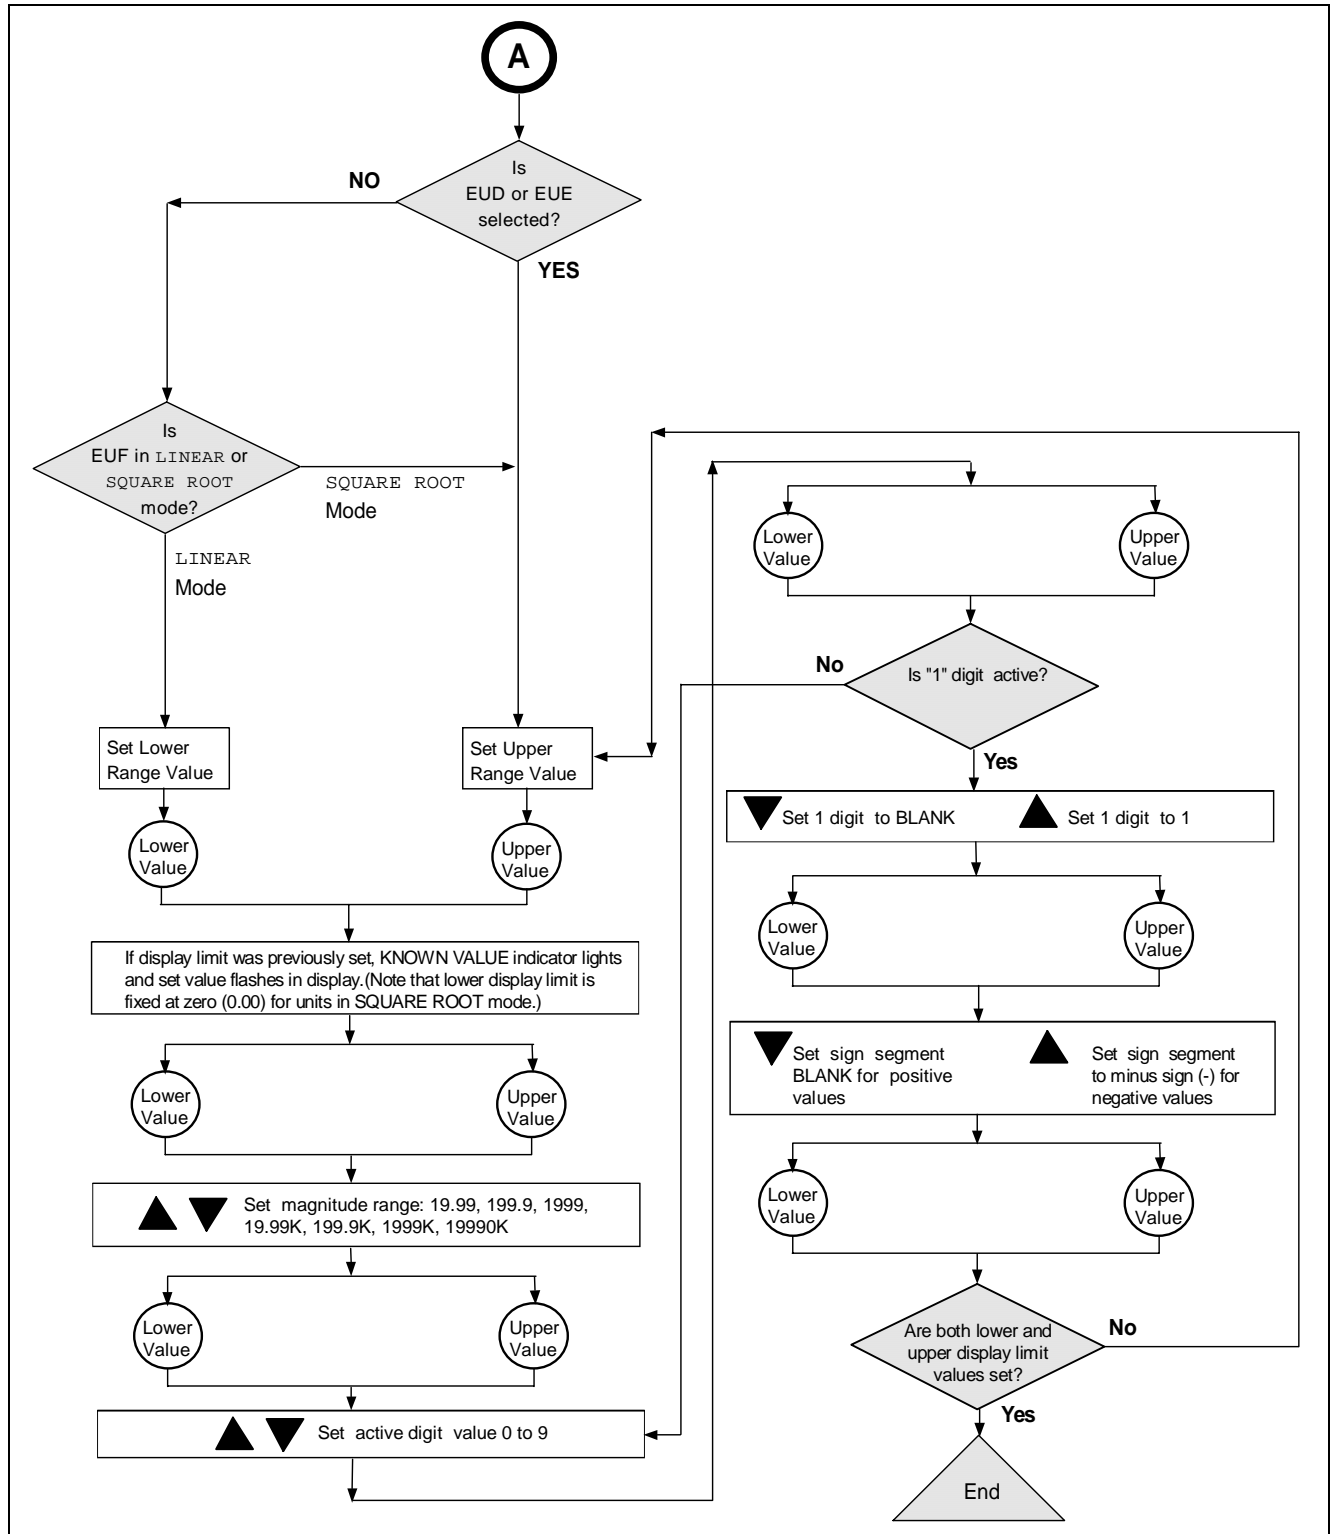 A
Is
EUD or EUE
selected?
NO
YES
Is
EUF in LINEAR or
SQUARE ROOT
mode?
SQUARE ROOT
Mode
LINEAR
Mode
Set Lower
Range Value
Set Upper
Range Value
Lower
Value
Upper
Value
If display limit was previously set, KNOWN VALUE indicator lights
and set value flashes in display.(Note that lower display limit is
fixed at zero (0.00) for units in SQUARE ROOT mode.)
Lower
Value
Upper
Value
Set magnitude range: 19.99, 199.9, 1999,
19.99K, 199.9K, 1999K, 19990K
Lower
Value
Upper
Value
Set active digit value 0 to 9
Lower
Value
Upper
Value
Is "1" digit active?
No
Yes
Set 1 digit to BLANK
Set 1 digit to 1
Lower
Value
Upper
Value
Set sign segment
BLANK for positive
values
Set sign segment
to minus sign (-) for
negative values
Lower
Value
Upper
Value
Are both lower and
upper display limit
values set?
No
Yes
End